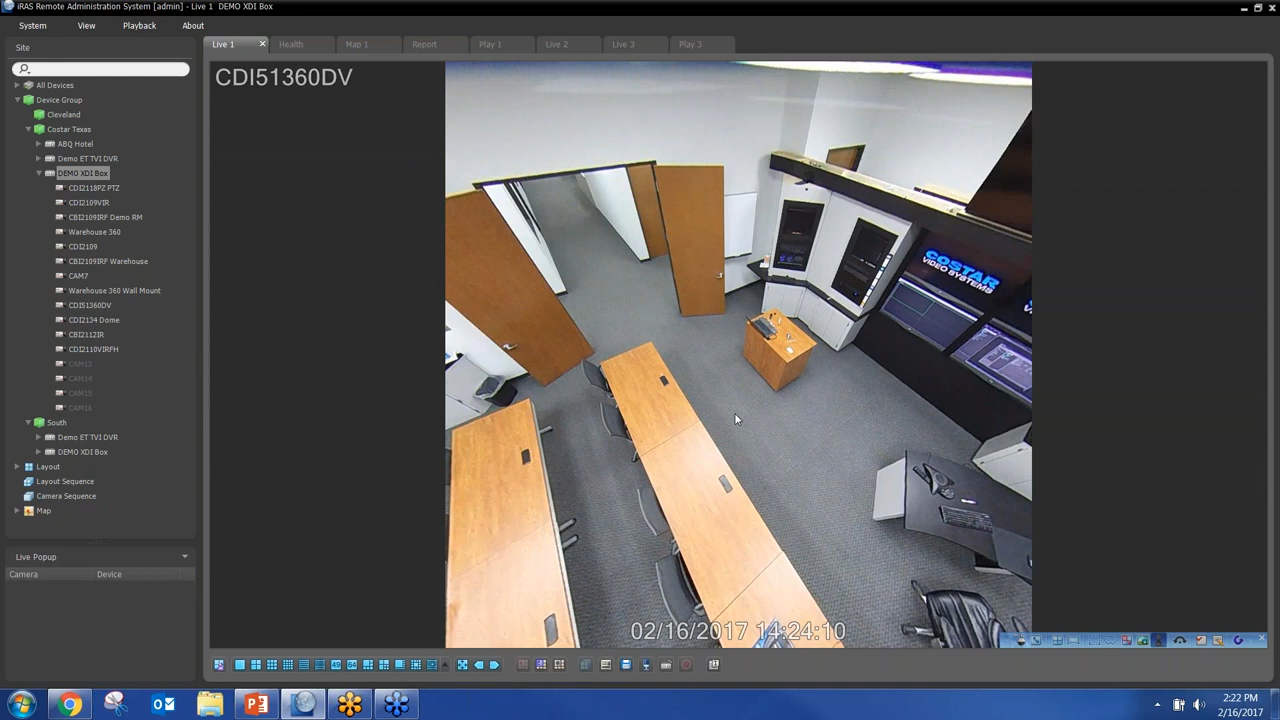 iRAS Remote Administration System [admin] - Live 1 DEMO XDI Box
System View Playback About
Site
Live 1 Health Map 1 Report Play 1 Live 2 Live 3 Play 3
CDI51360DV
All Devices
Device Group
Cleveland
Costar Texas
ABQ Hotel
Demo ET TVI DVR
DEMO XDI Box
CDI2118PZ PTZ
CDI2109VIR
CBI2109IRF Demo RM
Warehouse 360
CDI2109
CBI2109IRF Warehouse
CAM7
Warehouse 360 Wall Mount
CDI51360DV
CDI2134 Dome
CBI2112IR
CDI2110VIRFH
CAM13
CAM14
CAM15
CAM16
South
Demo ET TVI DVR
DEMO XDI Box
Layout
Layout Sequence
Camera Sequence
Map
COSTAR
VIDEO SYSTEMS
02/16/2017 14:24:10
Live Popup
Camera Device
2:22 PM
2/16/2017